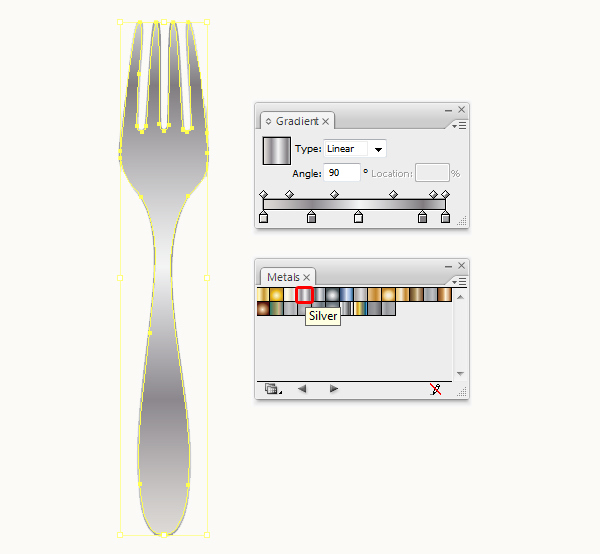 Gradient
Type: Linear
Angle: 90 ° Location: %
Metals
Silver